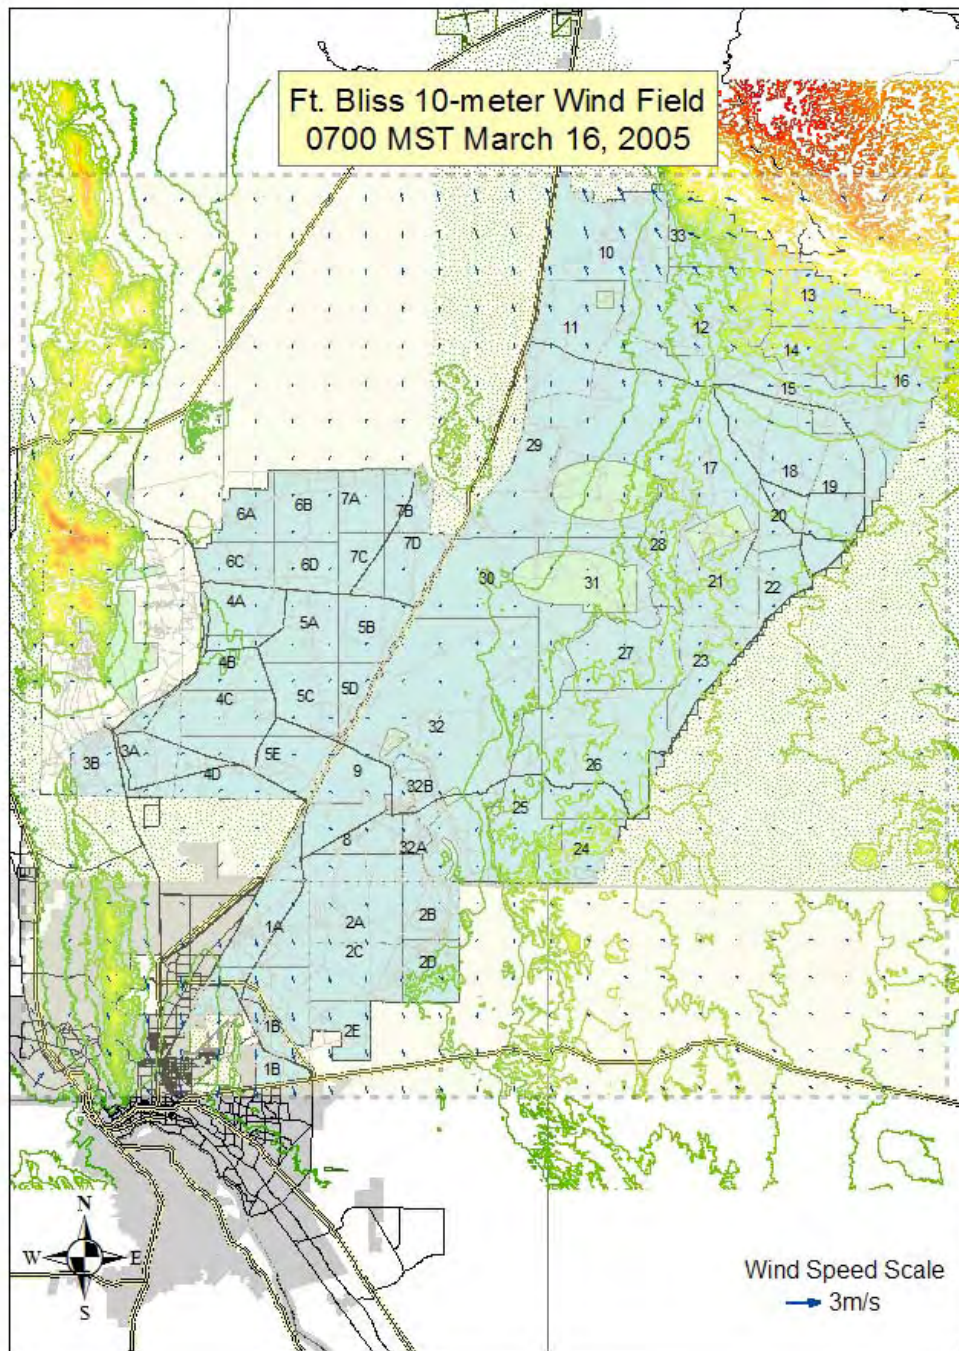 Ft. Bliss 10-meter Wind Field
0700 MST March 16, 2005
33
10
13
11
12
14
15
16
29
17
18
19
6A
6B
7A
7B
20
7D
28
6C
6D
7C
30
31
21
22
4A
5A
5B
27
23
4B
4C
5C
5D
32
3B
3A
5E
4D
9
32B
26
25
8
32A
24
1A
2A
2B
2C
2D
1B
2E
1B
N
W
E
S
Wind Speed Scale
3m/s